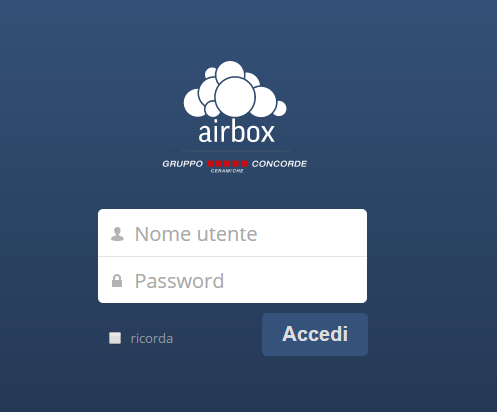 airbox
GRUPPO CONCORDE
CERAMICHE
Nome utente
Password
ricorda
Accedi